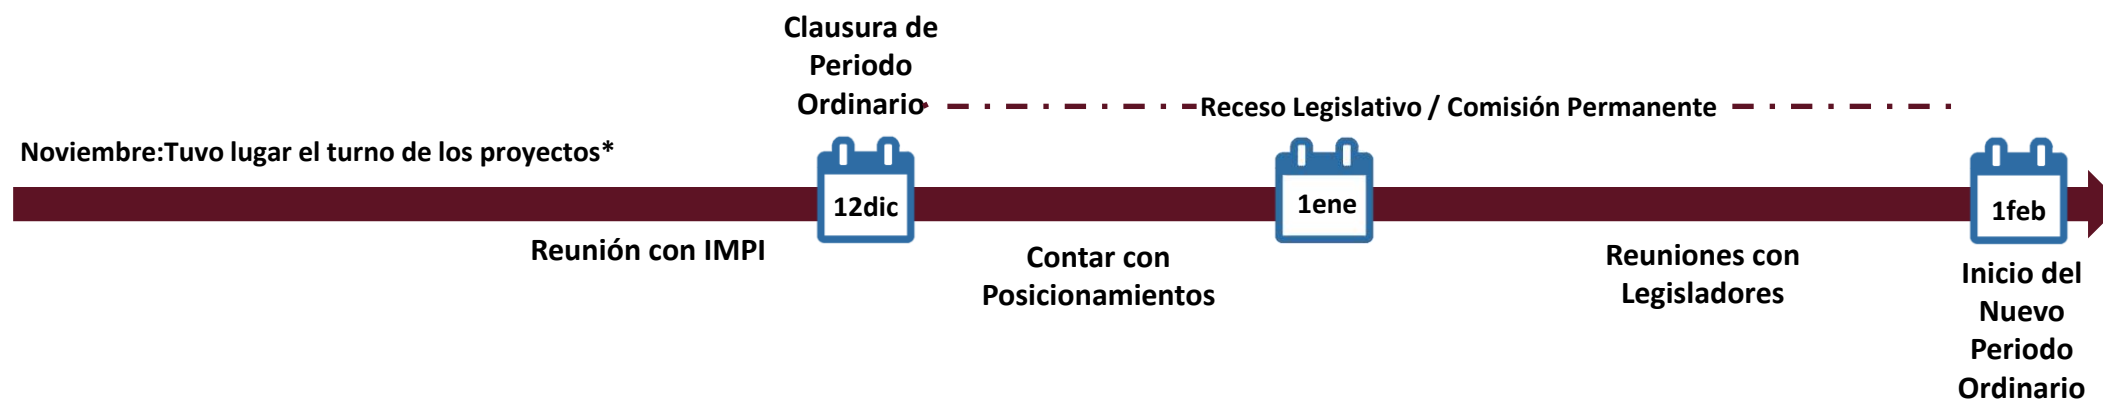 Clausura de
Periodo
Ordinario
Receso Legislativo / Comisión Permanente
Noviembre:Tuvo lugar el turno de los proyectos*
12dic
1ene
1feb
Reunión con IMPI
Contar con
Posicionamientos
Reuniones con
Legisladores
Inicio del
Nuevo
Periodo
Ordinario